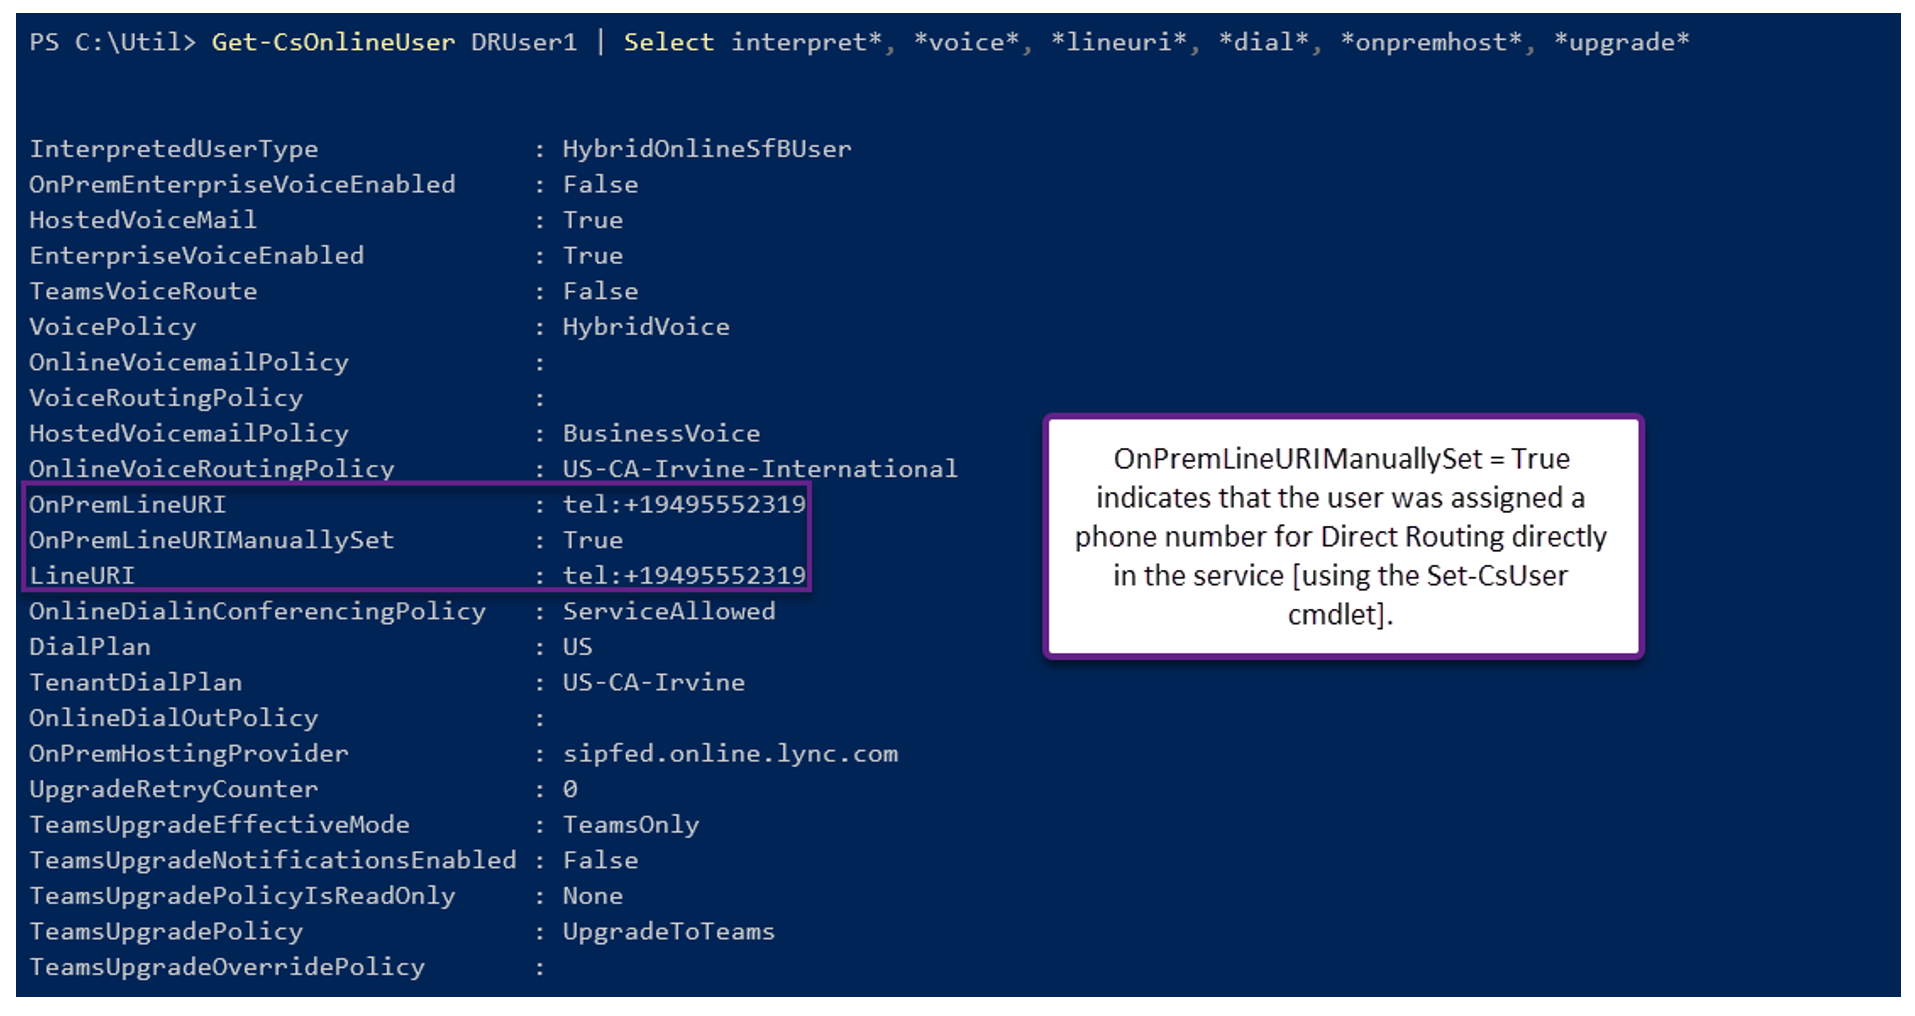 PS C:\Util> Get-CsOnlineUser DRUser1 | Select interpret*, *voice*, *lineuri*, *dial*, *onpremhost*, *upgrade*
InterpretedUserType : HybridOnlineSfBUser
OnPremEnterpriseVoiceEnabled : False
HostedVoiceMail : True
EnterpriseVoiceEnabled : True
TeamsVoiceRoute : False
VoicePolicy : HybridVoice
OnlineVoicemailPolicy :
VoiceRoutingPolicy :
HostedVoicemailPolicy : BusinessVoice
OnlineVoiceRoutingPolicy : US-CA-Irvine-International
OnPremLineURI : tel:+19495552319
OnPremLineURIManuallySet : True
LineURI : tel:+19495552319
OnlineDialinConferencingPolicy : ServiceAllowed
DialPlan : US
TenantDialPlan : US-CA-Irvine
OnlineDialOutPolicy :
OnPremHostingProvider : sipfed.online.lync.com
UpgradeRetryCounter : 0
TeamsUpgradeEffectiveMode : TeamsOnly
TeamsUpgradeNotificationsEnabled : False
TeamsUpgradePolicyIsReadOnly : None
TeamsUpgradePolicy : UpgradeToTeams
TeamsUpgradeOverridePolicy :
OnPremLineURIManuallySet = True
indicates that the user was assigned a
phone number for Direct Routing directly
in the service [using the Set-CsUser
cmdlet].